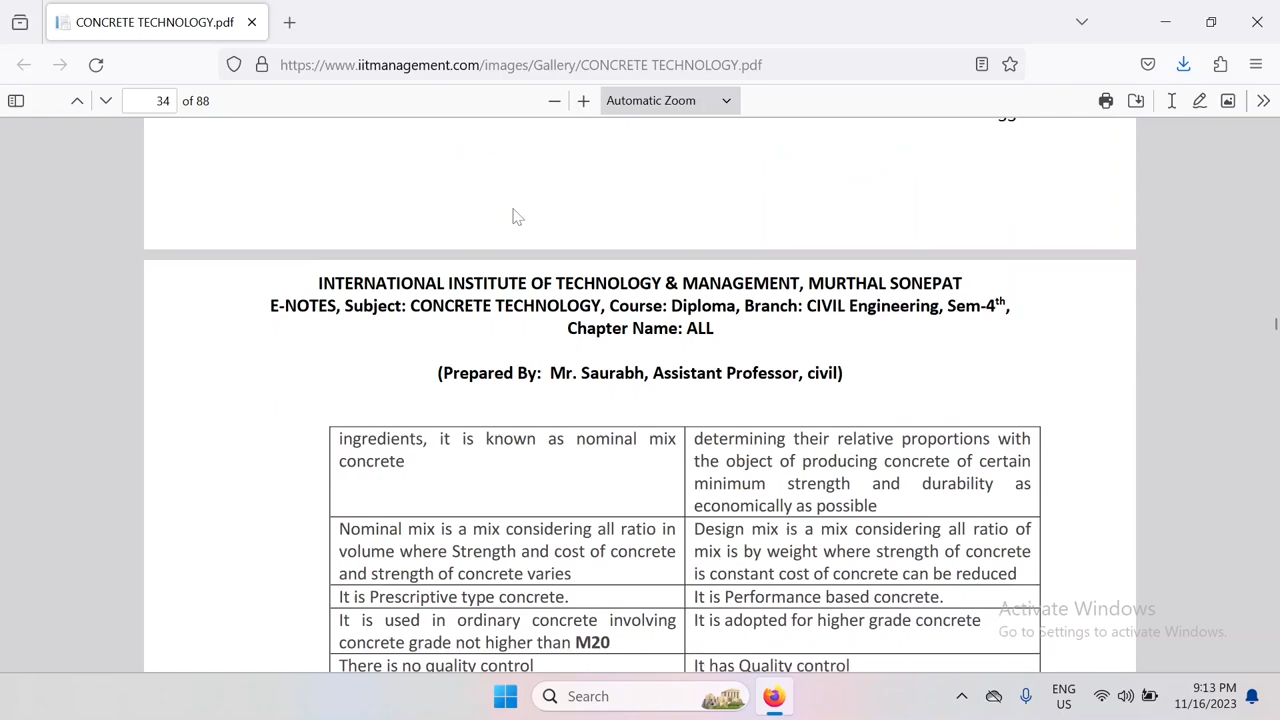 CONCRETE TECHNOLOGY.pdf
https://www.iitmanagement.com/images/Gallery/CONCRETE TECHNOLOGY.pdf
34 of 88
Automatic Zoom
INTERNATIONAL INSTITUTE OF TECHNOLOGY & MANAGEMENT, MURTHAL SONEPAT
E-NOTES, Subject: CONCRETE TECHNOLOGY, Course: Diploma, Branch: CIVIL Engineering, Sem-4th,
Chapter Name: ALL
(Prepared By: Mr. Saurabh, Assistant Professor, civil)
ingredients, it is known as nominal mix
concrete
determining their relative proportions with
the object of producing concrete of certain
minimum strength and durability as
economically as possible
Nominal mix is a mix considering all ratio in
volume where Strength and cost of concrete
and strength of concrete varies
Design mix is a mix considering all ratio of
mix is by weight where strength of concrete
is constant cost of concrete can be reduced
It is Prescriptive type concrete.
It is Performance based concrete.
It is used in ordinary concrete involving
concrete grade not higher than M20
It is adopted for higher grade concrete
There is no quality control
It has Quality control
Activate Windows
Go to Settings to activate Windows.
Search
ENG
US
9:13 PM
11/16/2023